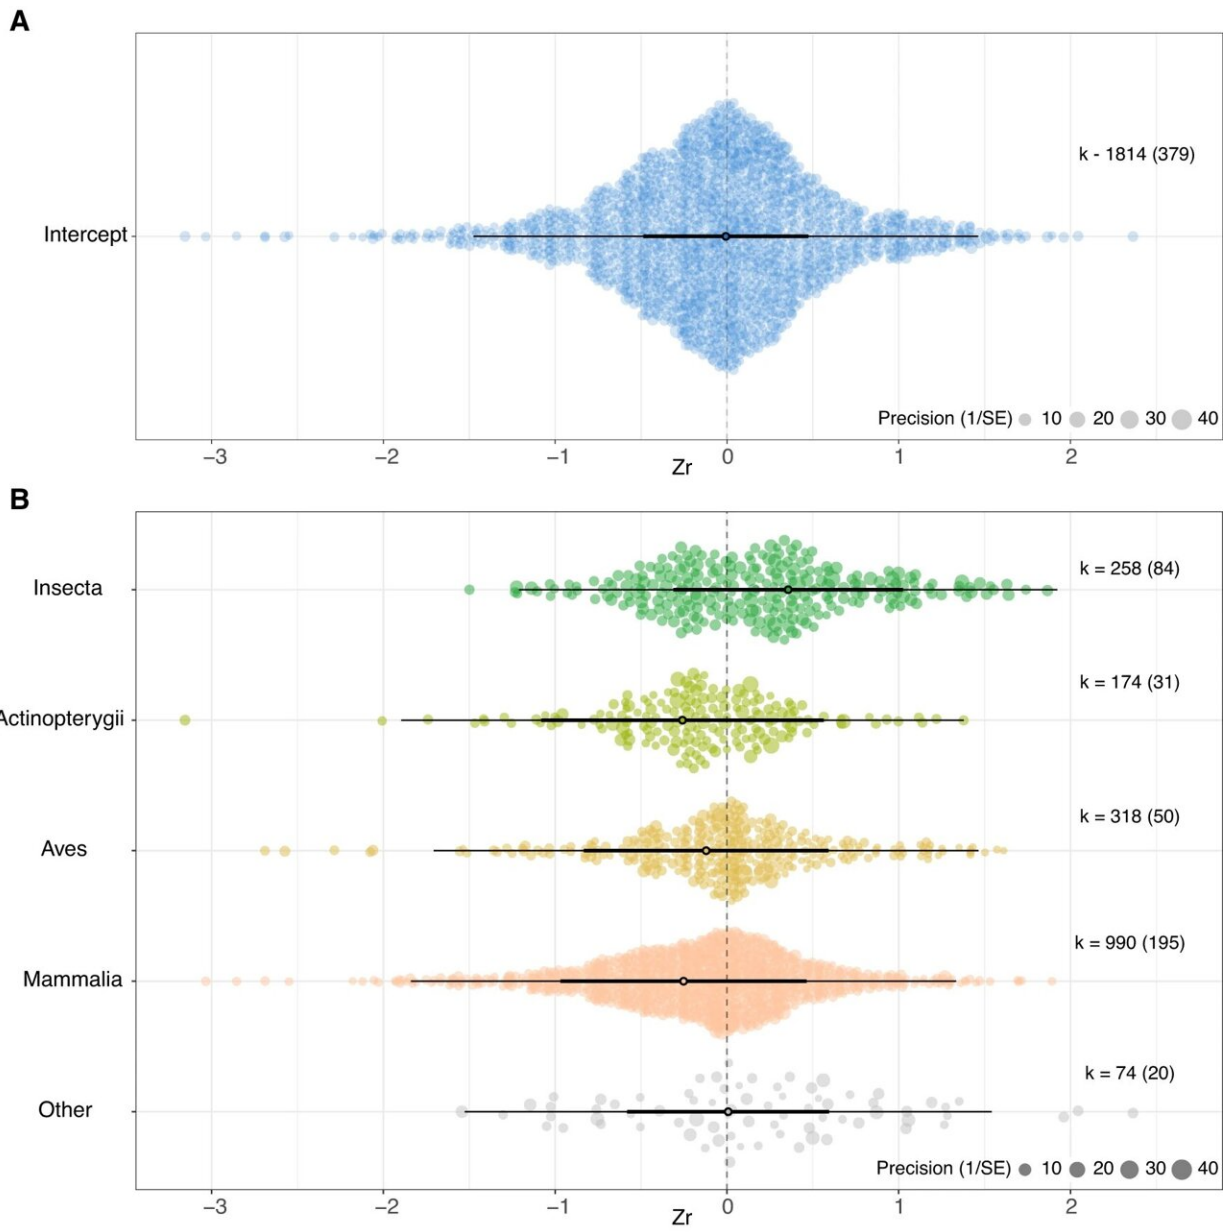 A
k - 1814 (379)
Intercept
Precision (1/SE) 10 20 30 40
−3 −2 −1 0 1 2
Zr
B
Insecta
k = 258 (84)
Actinopterygii
k = 174 (31)
Aves
k = 318 (50)
Mammalia
k = 990 (195)
Other
k = 74 (20)
Precision (1/SE) 10 20 30 40
−3 −2 −1 0 1 2
Zr